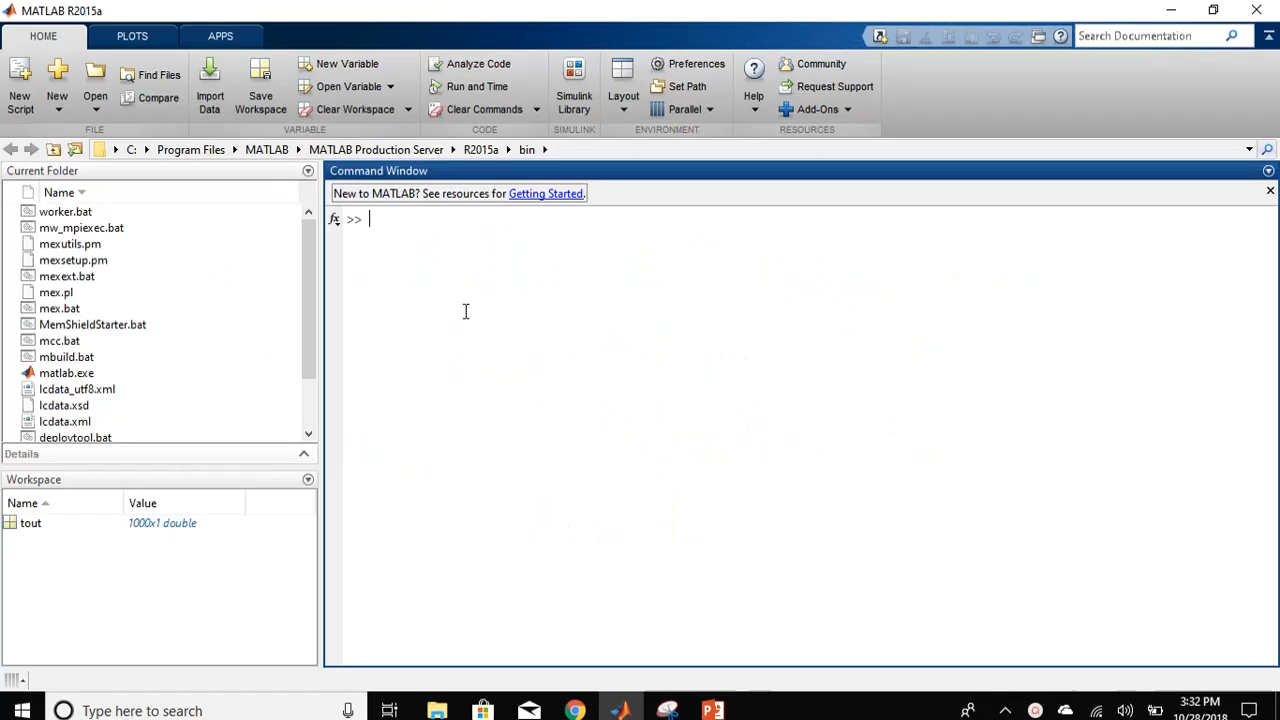 MATLAB R2015a
HOME PLOTS APPS Search Documentation
New Script New Open Find Files Compare Import Data Save Workspace New Variable Open Variable Clear Workspace Analyze Code Run and Time Clear Commands Simulink Library Layout Preferences Set Path Parallel Help Community Request Support Add-Ons
FILE VARIABLE CODE SIMULINK ENVIRONMENT RESOURCES
C: Program Files MATLAB MATLAB Production Server R2015a bin
Current Folder
Name
worker.bat
mw_mpiexec.bat
mexutils.pm
mexsetup.pm
mexext.bat
mex.pl
mex.bat
MemShieldStarter.bat
mcc.bat
mbuild.bat
matlab.exe
lcdata_utf8.xml
lcdata.xsd
lcdata.xml
deploytool.bat
Details
Workspace
Name Value
tout 1000x1 double
Command Window
New to MATLAB? See resources for Getting Started.
fx >>
Type here to search
3:32 PM
10/28/2018